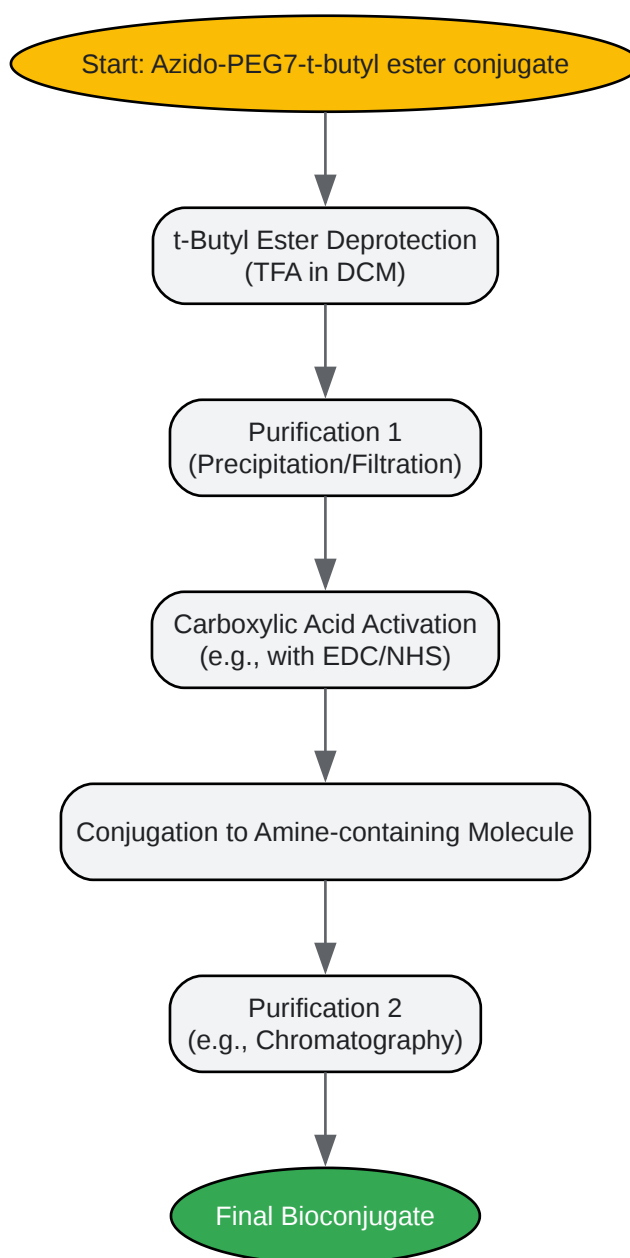 Start: Azido-PEG7-t-butyl ester conjugate
t-Butyl Ester Deprotection
(TFA in DCM)
Purification 1
(Precipitation/Filtration)
Carboxylic Acid Activation
(e.g., with EDC/NHS)
Conjugation to Amine-containing Molecule
Purification 2
(e.g., Chromatography)
Final Bioconjugate